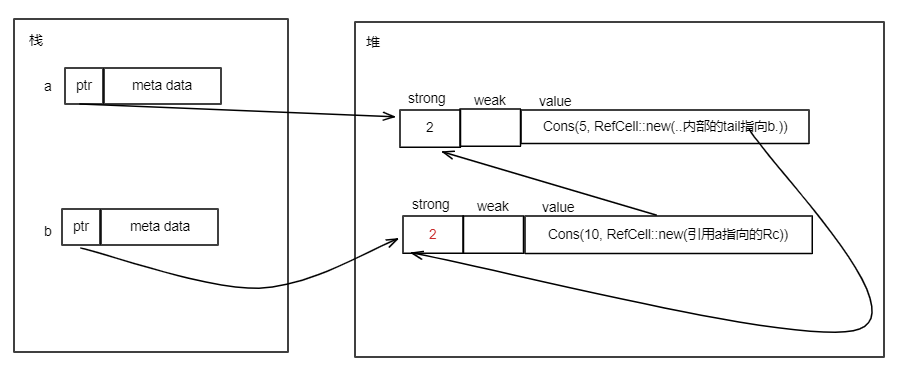 栈
堆
a
ptr
meta data
strong
weak
value
2
Cons(5, RefCell::new(..内部的tail指向b.))
b
ptr
meta data
strong
weak
value
2
Cons(10, RefCell::new(引用a指向的Rc))